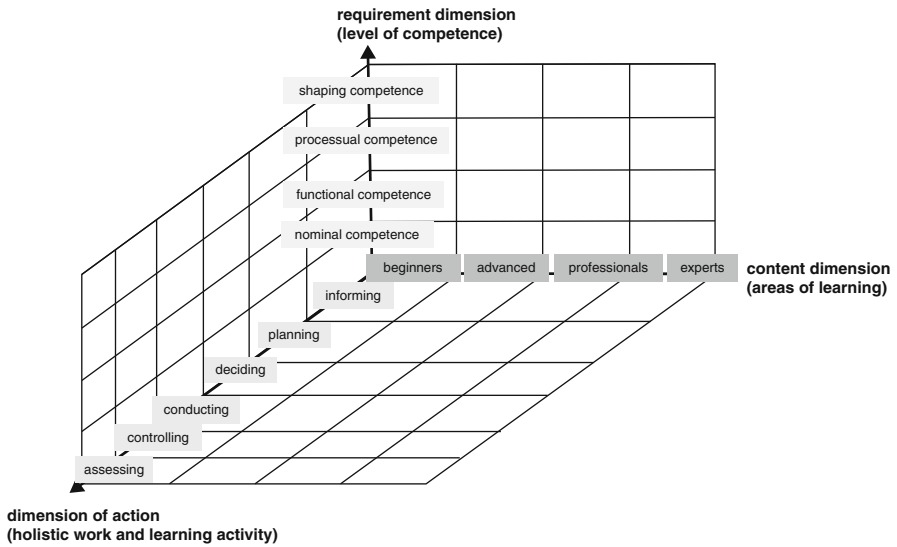 requirement dimension
(level of competence)
shaping competence
processual competence
functional competence
nominal competence
beginners
advanced
professionals
experts
content dimension
(areas of learning)
informing
planning
deciding
conducting
controlling
assessing
dimension of action
(holistic work and learning activity)